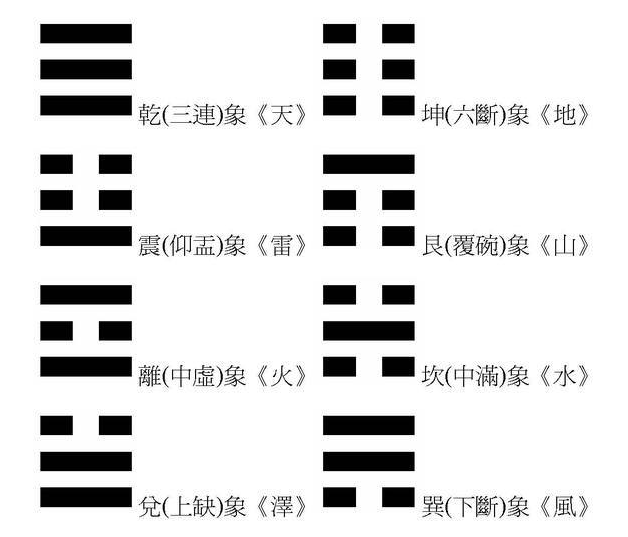 乾(三連)象《天》
坤(六斷)象《地》
震(仰盂)象《雷》
艮(覆碗)象《山》
離(中虛)象《火》
坎(中滿)象《水》
兌(上缺)象《澤》
巽(下斷)象《風》